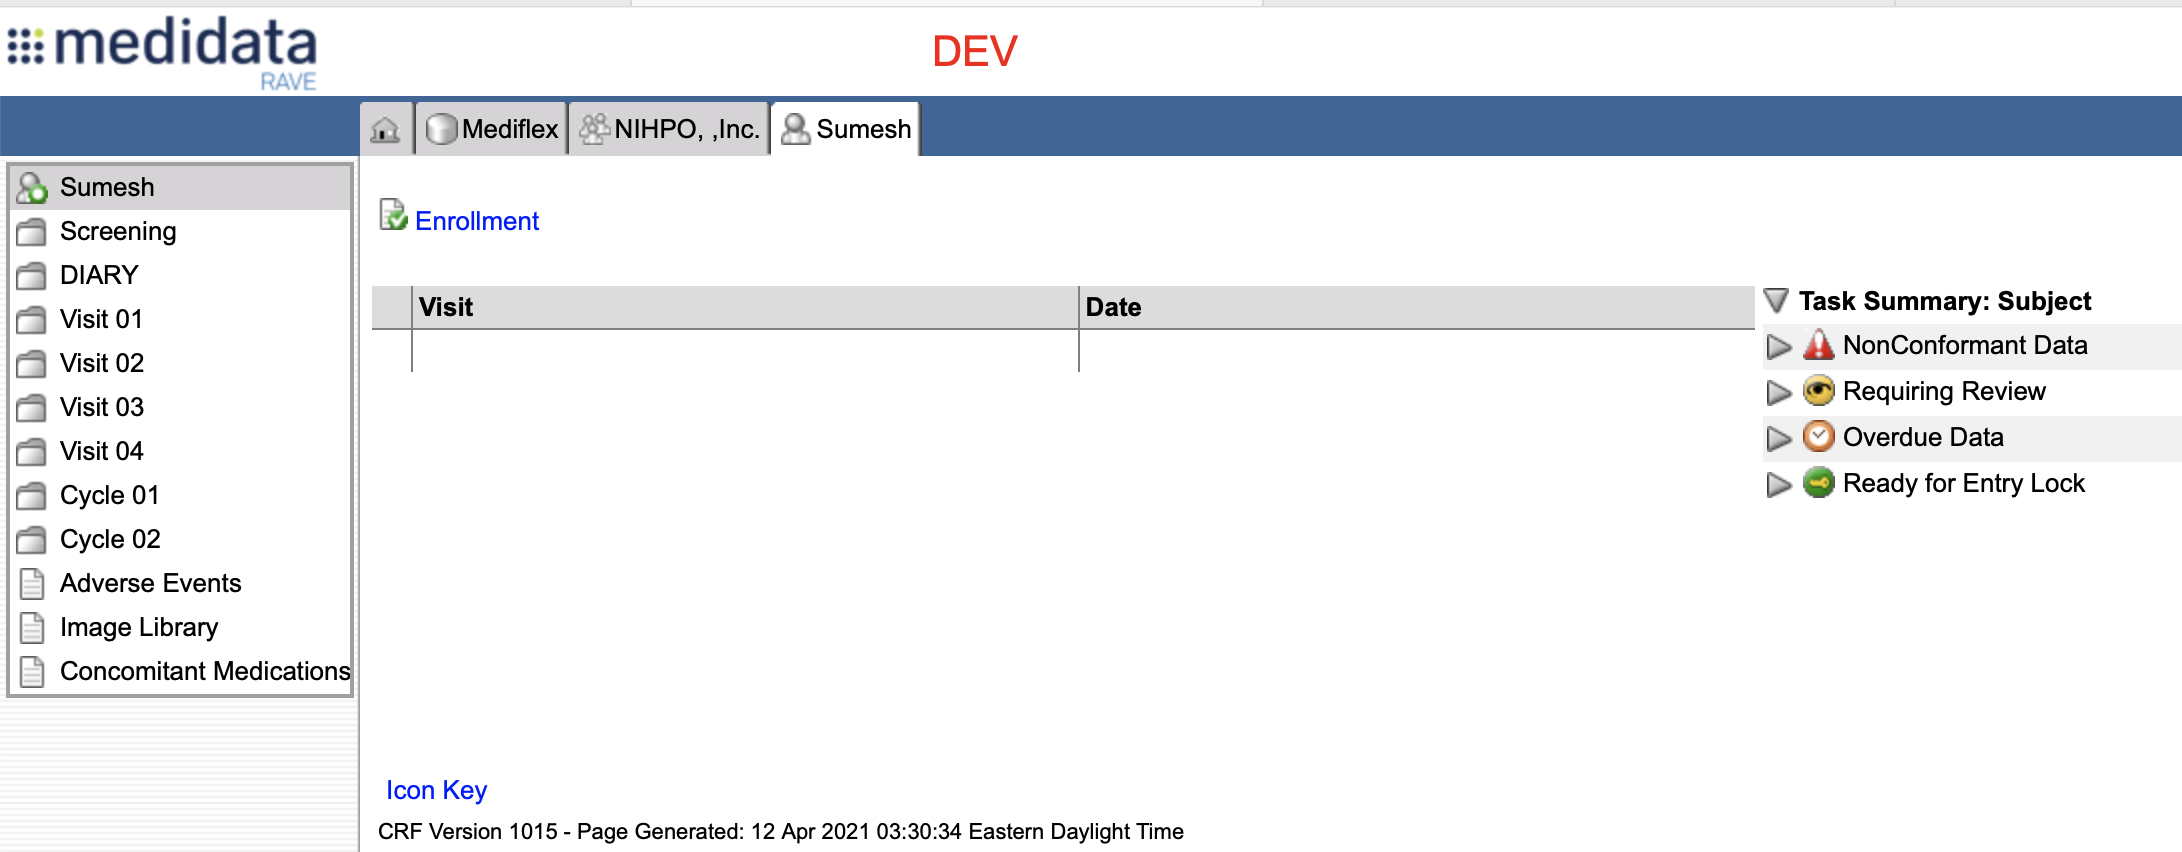 medidata
RAVE
DEV
Mediflex
NIHPO, ,Inc.
Sumesh
Sumesh
Screening
DIARY
Visit 01
Visit 02
Visit 03
Visit 04
Cycle 01
Cycle 02
Adverse Events
Image Library
Concomitant Medications
Enrollment
Visit
Date
Task Summary: Subject
NonConformant Data
Requiring Review
Overdue Data
Ready for Entry Lock
Icon Key
CRF Version 1015 - Page Generated: 12 Apr 2021 03:30:34 Eastern Daylight Time